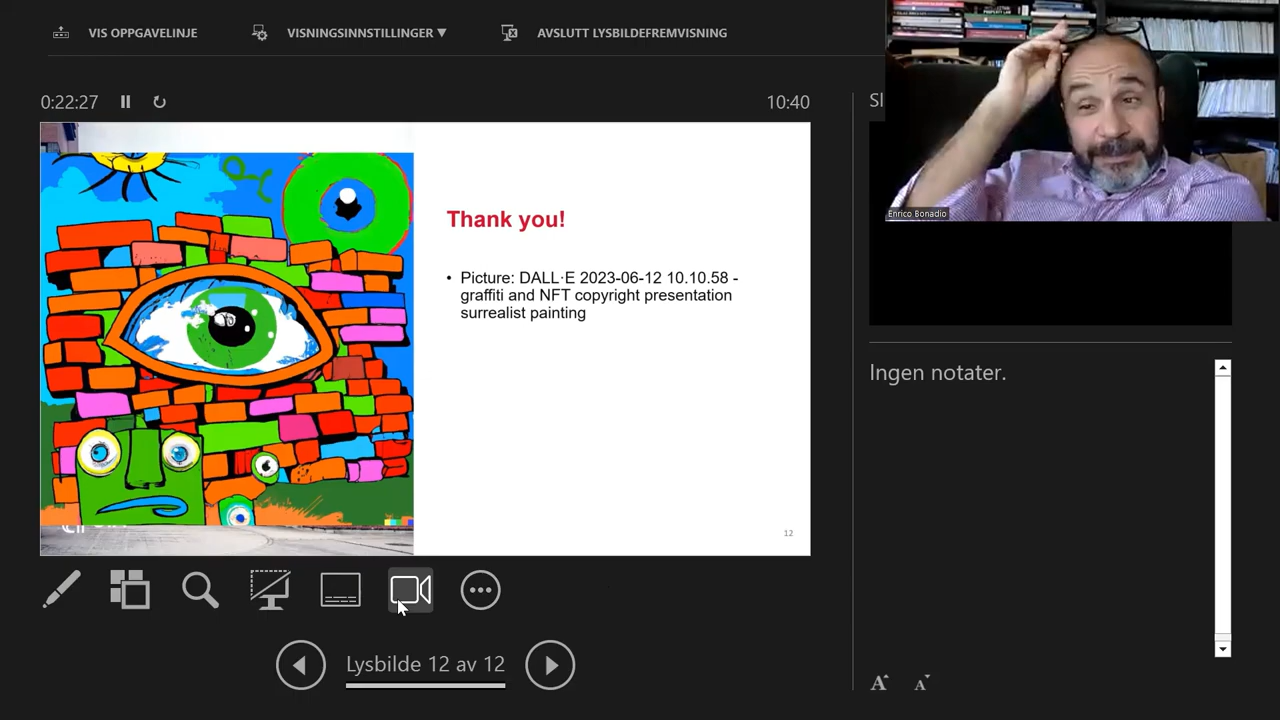 VIS OPPGAVELINJE
VISNINGSINNSTILLINGER ▼
AVSLUTT LYSBILDEFREMVISNING
0:22:27
10:40
Sl
Enrico Bonadio
Thank you!
• Picture: DALL·E 2023-06-12 10.10.58 -
graffiti and NFT copyright presentation
surrealist painting
12
Ingen notater.
Lysbilde 12 av 12
A
A